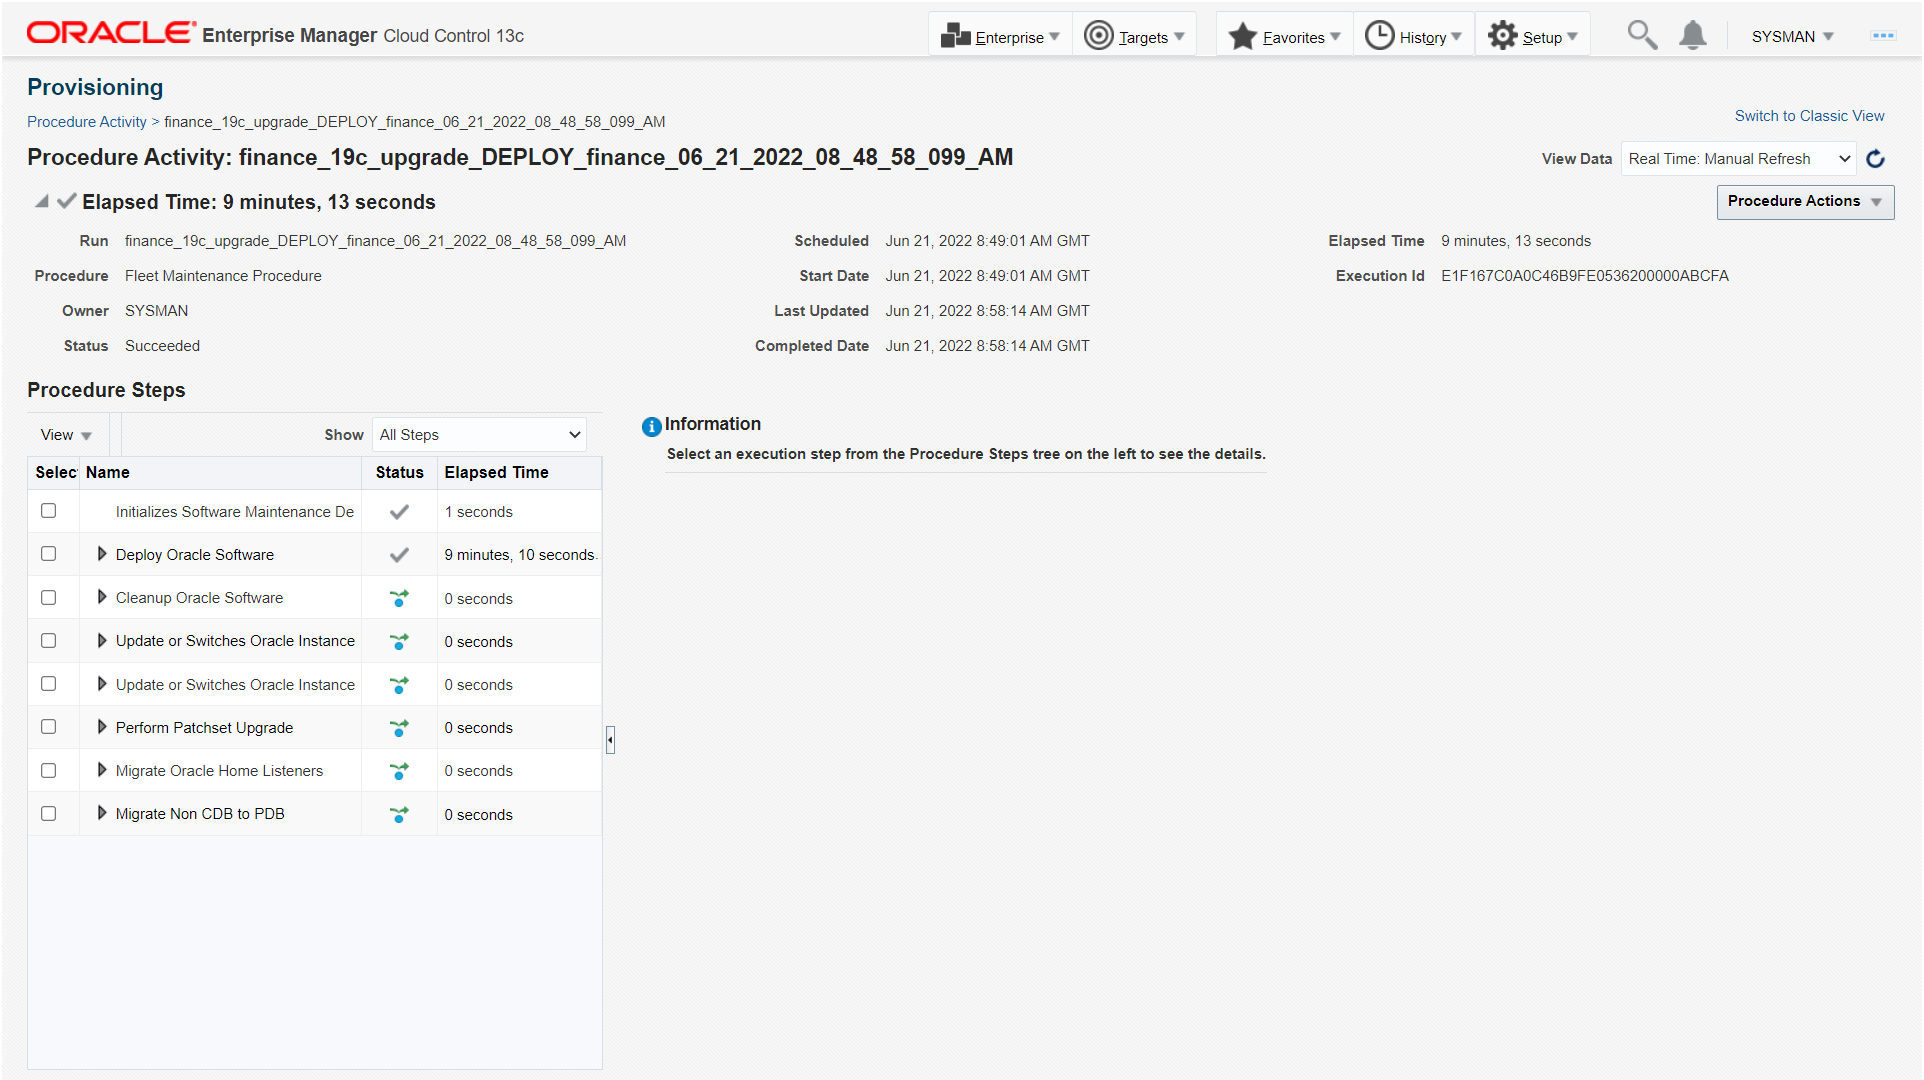 ORACLE Enterprise Manager Cloud Control 13c
Enterprise
Targets
Favorites
History
Setup
SYSMAN
Provisioning
Procedure Activity > finance_19c_upgrade_DEPLOY_finance_06_21_2022_08_48_58_099_AM
Switch to Classic View
Procedure Activity: finance_19c_upgrade_DEPLOY_finance_06_21_2022_08_48_58_099_AM
View Data Real Time: Manual Refresh
Elapsed Time: 9 minutes, 13 seconds
Procedure Actions
Run finance_19c_upgrade_DEPLOY_finance_06_21_2022_08_48_58_099_AM
Procedure Fleet Maintenance Procedure
Owner SYSMAN
Status Succeeded
Scheduled Jun 21, 2022 8:49:01 AM GMT
Start Date Jun 21, 2022 8:49:01 AM GMT
Last Updated Jun 21, 2022 8:58:14 AM GMT
Completed Date Jun 21, 2022 8:58:14 AM GMT
Elapsed Time 9 minutes, 13 seconds
Execution Id E1F167C0A0C46B9FE0536200000ABCFA
Procedure Steps
View
Show All Steps
Selec Name Status Elapsed Time
Initializes Software Maintenance De 1 seconds
Deploy Oracle Software 9 minutes, 10 seconds.
Cleanup Oracle Software 0 seconds
Update or Switches Oracle Instance 0 seconds
Update or Switches Oracle Instance 0 seconds
Perform Patchset Upgrade 0 seconds
Migrate Oracle Home Listeners 0 seconds
Migrate Non CDB to PDB 0 seconds
Information
Select an execution step from the Procedure Steps tree on the left to see the details.